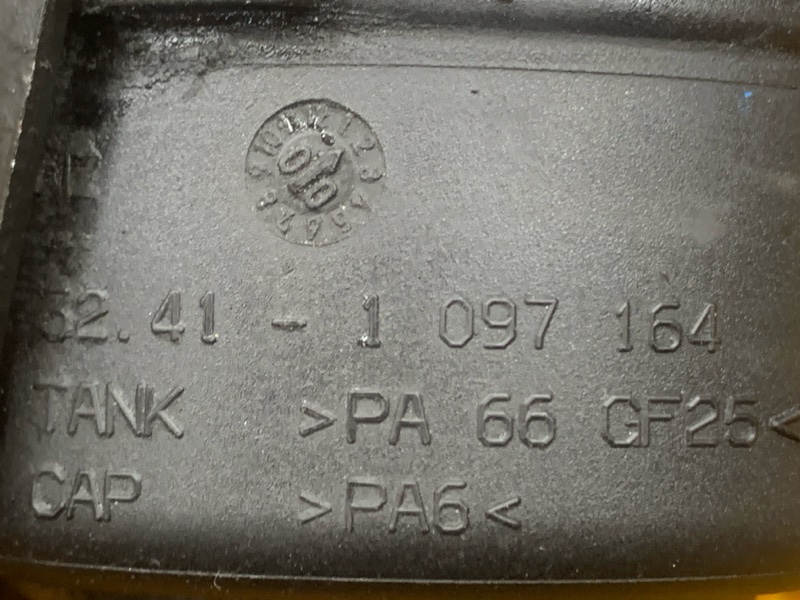 32.41 - 1 097 164
TANK >PA 66 GF25<
CAP >PA6<